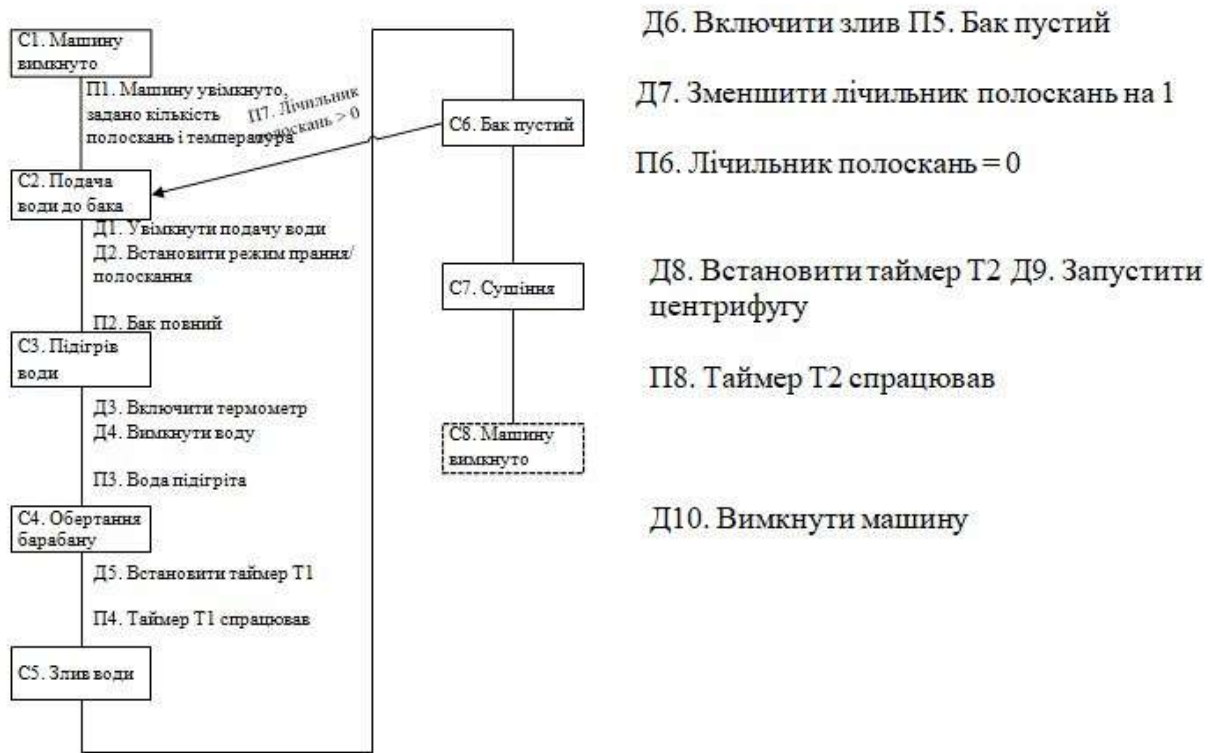 С1. Машину
вимкнуто
П1. Машину увімкнуто,
задано кількість
полоскань і температура
П7. Лічильник
полоскань > 0
С2. Подача
води до бака
Д1. Увімкнути подачу води
Д2. Встановити режим прання/
полоскання
П2. Бак повний
С3. Підігрів
води
Д3. Включити термометр
Д4. Вимкнути воду
П3. Вода підігріта
С4. Обертання
барабану
Д5. Встановити таймер Т1
П4. Таймер Т1 спрацював
С5. Злив води
С6. Бак пустий
С7. Сушіння
С8. Машину
вимкнуто
Д6. Включити злив П5. Бак пустий
Д7. Зменшити лічильник полоскань на 1
П6. Лічильник полоскань = 0
Д8. Встановити таймер Т2 Д9. Запустити
центрифугу
П8. Таймер Т2 спрацював
Д10. Вимкнути машину